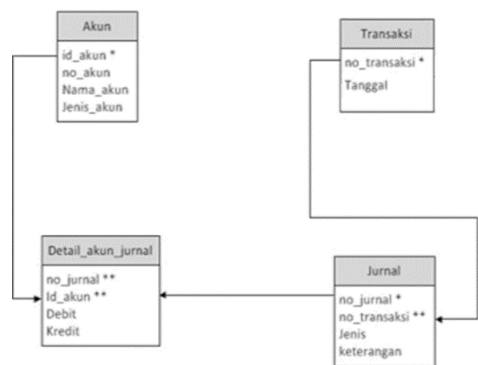 Akun
id_akun *
no_akun
Nama_akun
Jenis_akun
Transaksi
no_transaksi *
Tanggal
Detail_akun_jurnal
no_jurnal **
Id_akun **
Debit
Kredit
Jurnal
no_jurnal *
no_transaksi **
Jenis
keterangan